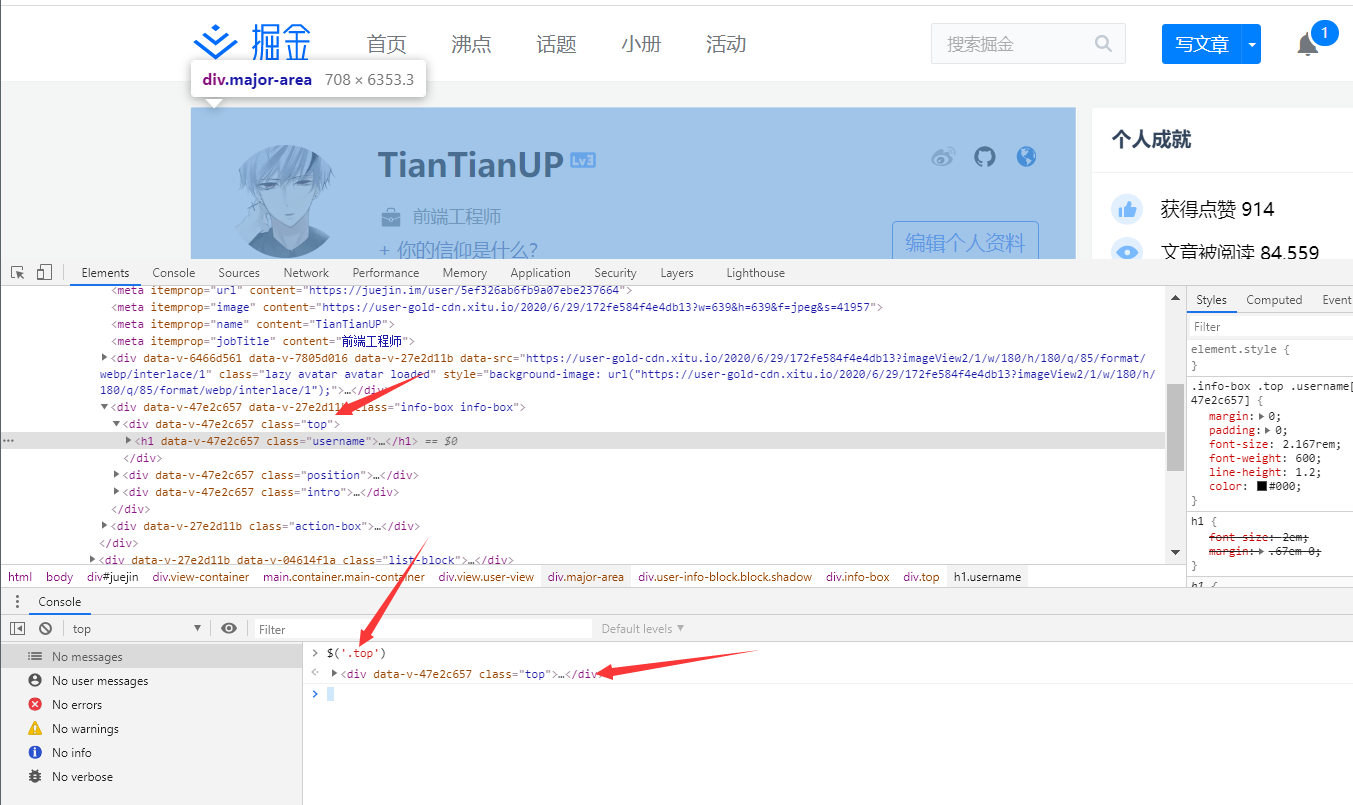 掘金 首页 沸点 话题 小册 活动 搜索掘金 写文章 1
div.major-area 708 × 6353.3
TianTianUP Lv3
个人成就
前端工程师
获得点赞 914
+ 你的信仰是什么?
编辑个人资料
文章被阅读 84,559
Elements Console Sources Network Performance Memory Application Security Layers Lighthouse
<meta itemprop="url" content="https://juejin.im/user/5ef326ab6fb9a07ebe237664">
<meta itemprop="image" content="https://user-gold-cdn.xitu.io/2020/6/29/172fe584f4e4db13?w=639&h=639&f=jpeg&s=41957">
<meta itemprop="name" content="TianTianUP">
<meta itemprop="jobTitle" content="前端工程师">
<div data-v-6466d561 data-v-7805d016 data-v-27e2d11b data-src="https://user-gold-cdn.xitu.io/2020/6/29/172fe584f4e4db13?imageView2/1/w/180/h/180/q/85/format/
webp/interlace/1" class="lazy avatar avatar loaded" style="background-image: url("https://user-gold-cdn.xitu.io/2020/6/29/172fe584f4e4db13?imageView2/1/w/180/h/
180/q/85/format/webp/interlace/1");">…</div>
<div data-v-47e2c657 data-v-27e2d11b class="info-box info-box">
<div data-v-47e2c657 class="top">
<h1 data-v-47e2c657 class="username">…</h1> == $0
</div>
<div data-v-47e2c657 class="position">…</div>
<div data-v-47e2c657 class="intro">…</div>
</div>
<div data-v-27e2d11b class="action-box">…</div>
</div>
<div data-v-27e2d11b data-v-04614f1a class="list-block">…</div>
html body div#juejin div.view-container main.container.main-container div.view.user-view div.major-area div.user-info-block.block.shadow div.info-box div.top h1.username
Styles Computed Event
Filter
element.style {
}
.info-box .top .username[
47e2c657] {
margin: 0;
padding: 0;
font-size: 2.167rem;
font-weight: 600;
line-height: 1.2;
color: #000;
}
h1 {
font-size: 2em;
margin: .67em 0;
}
h1 {
Console
top Filter Default levels
No messages
No user messages
No errors
No warnings
No info
No verbose
$('.top')
<div data-v-47e2c657 class="top">…</div>